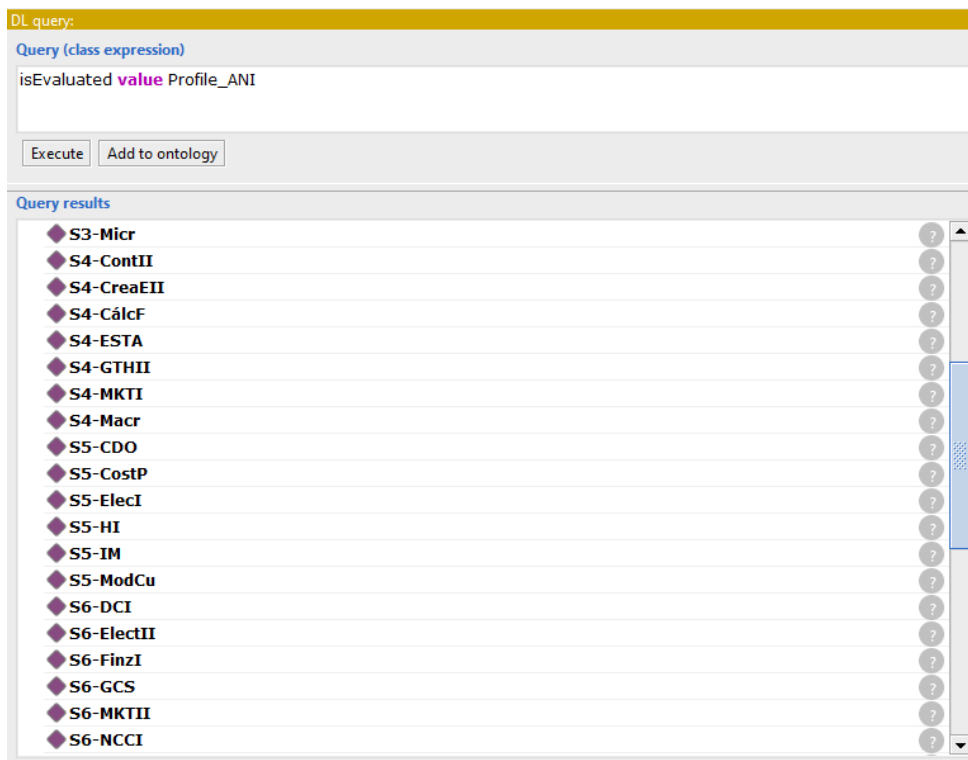 DL query:
Query (class expression)
isEvaluated value Profile_ANI
Execute Add to ontology
Query results
S3-Micr ?
S4-ContII ?
S4-CreaEII ?
S4-CálcF ?
S4-ESTA ?
S4-GTHII ?
S4-MKTI ?
S4-Macr ?
S5-CDO ?
S5-CostP ?
S5-ElecI ?
S5-HI ?
S5-IM ?
S5-ModCu ?
S6-DCI ?
S6-ElectII ?
S6-FinzI ?
S6-GCS ?
S6-MKTII ?
S6-NCCI ?